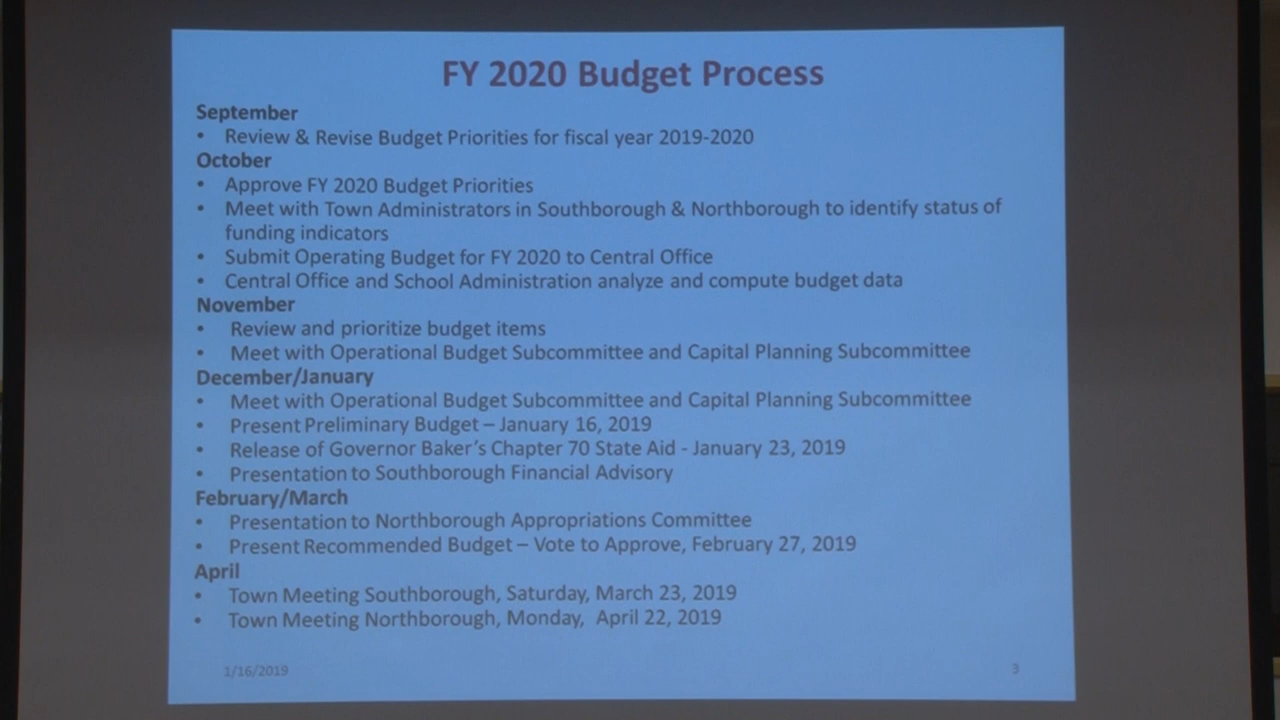 FY 2020 Budget Process
September
• Review & Revise Budget Priorities for fiscal year 2019-2020
October
• Approve FY 2020 Budget Priorities
• Meet with Town Administrators in Southborough & Northborough to identify status of
funding indicators
• Submit Operating Budget for FY 2020 to Central Office
• Central Office and School Administration analyze and compute budget data
November
• Review and prioritize budget items
• Meet with Operational Budget Subcommittee and Capital Planning Subcommittee
December/January
• Meet with Operational Budget Subcommittee and Capital Planning Subcommittee
• Present Preliminary Budget – January 16, 2019
• Release of Governor Baker's Chapter 70 State Aid - January 23, 2019
• Presentation to Southborough Financial Advisory
February/March
• Presentation to Northborough Appropriations Committee
• Present Recommended Budget – Vote to Approve, February 27, 2019
April
• Town Meeting Southborough, Saturday, March 23, 2019
• Town Meeting Northborough, Monday, April 22, 2019
1/16/2019
3